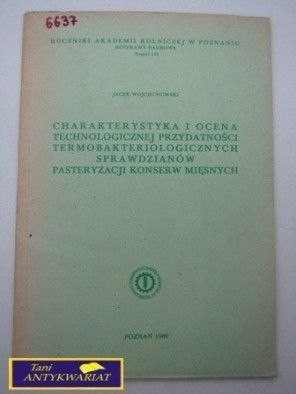 6637
ROCZNIKI AKADEMII ROLNICZEJ W POZNANIU
ROZPRAWY NAUKOWE
JACEK WOJCIECHOWSKI
CHARAKTERYSTYKA I OCENA
TECHNOLOGICZNEJ PRZYDATNOŚCI
TERMOBAKTERIOLOGICZNYCH
SPRAWDZIANÓW
PASTERYZACJI KONSERW MIĘSNYCH
POZNAŃ 1980
Tani
ANTYKWARIAT